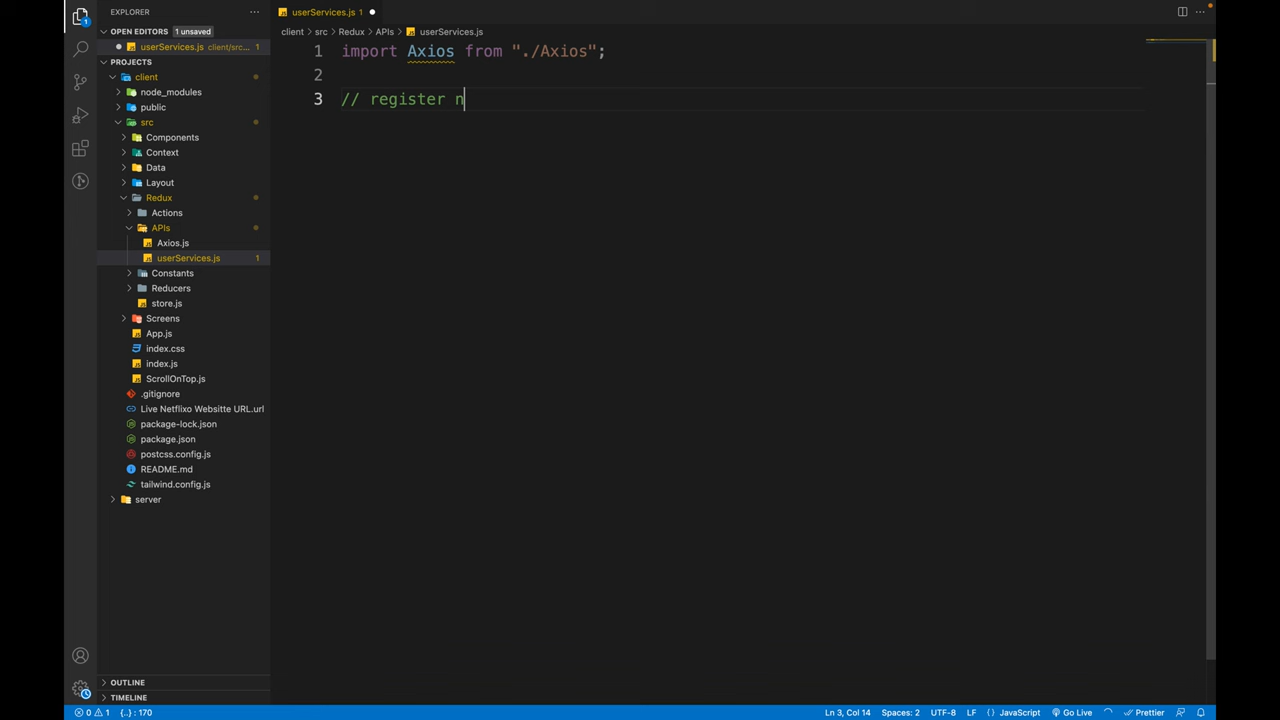 EXPLORER
OPEN EDITORS 1 unsaved
userServices.js client/src... 1
PROJECTS
client
node_modules
public
src
Components
Context
Data
Layout
Redux
Actions
APIs
Axios.js
userServices.js 1
Constants
Reducers
store.js
Screens
App.js
index.css
index.js
ScrollOnTop.js
.gitignore
Live Netflixo Websitte URL.url
package-lock.json
package.json
postcss.config.js
README.md
tailwind.config.js
server
OUTLINE
TIMELINE
userServices.js 1
client > src > Redux > APIs > userServices.js
1 import Axios from "./Axios";
2
3 // register n
0 1 {..} : 170
Ln 3, Col 14 Spaces: 2 UTF-8 LF {} JavaScript Go Live Prettier